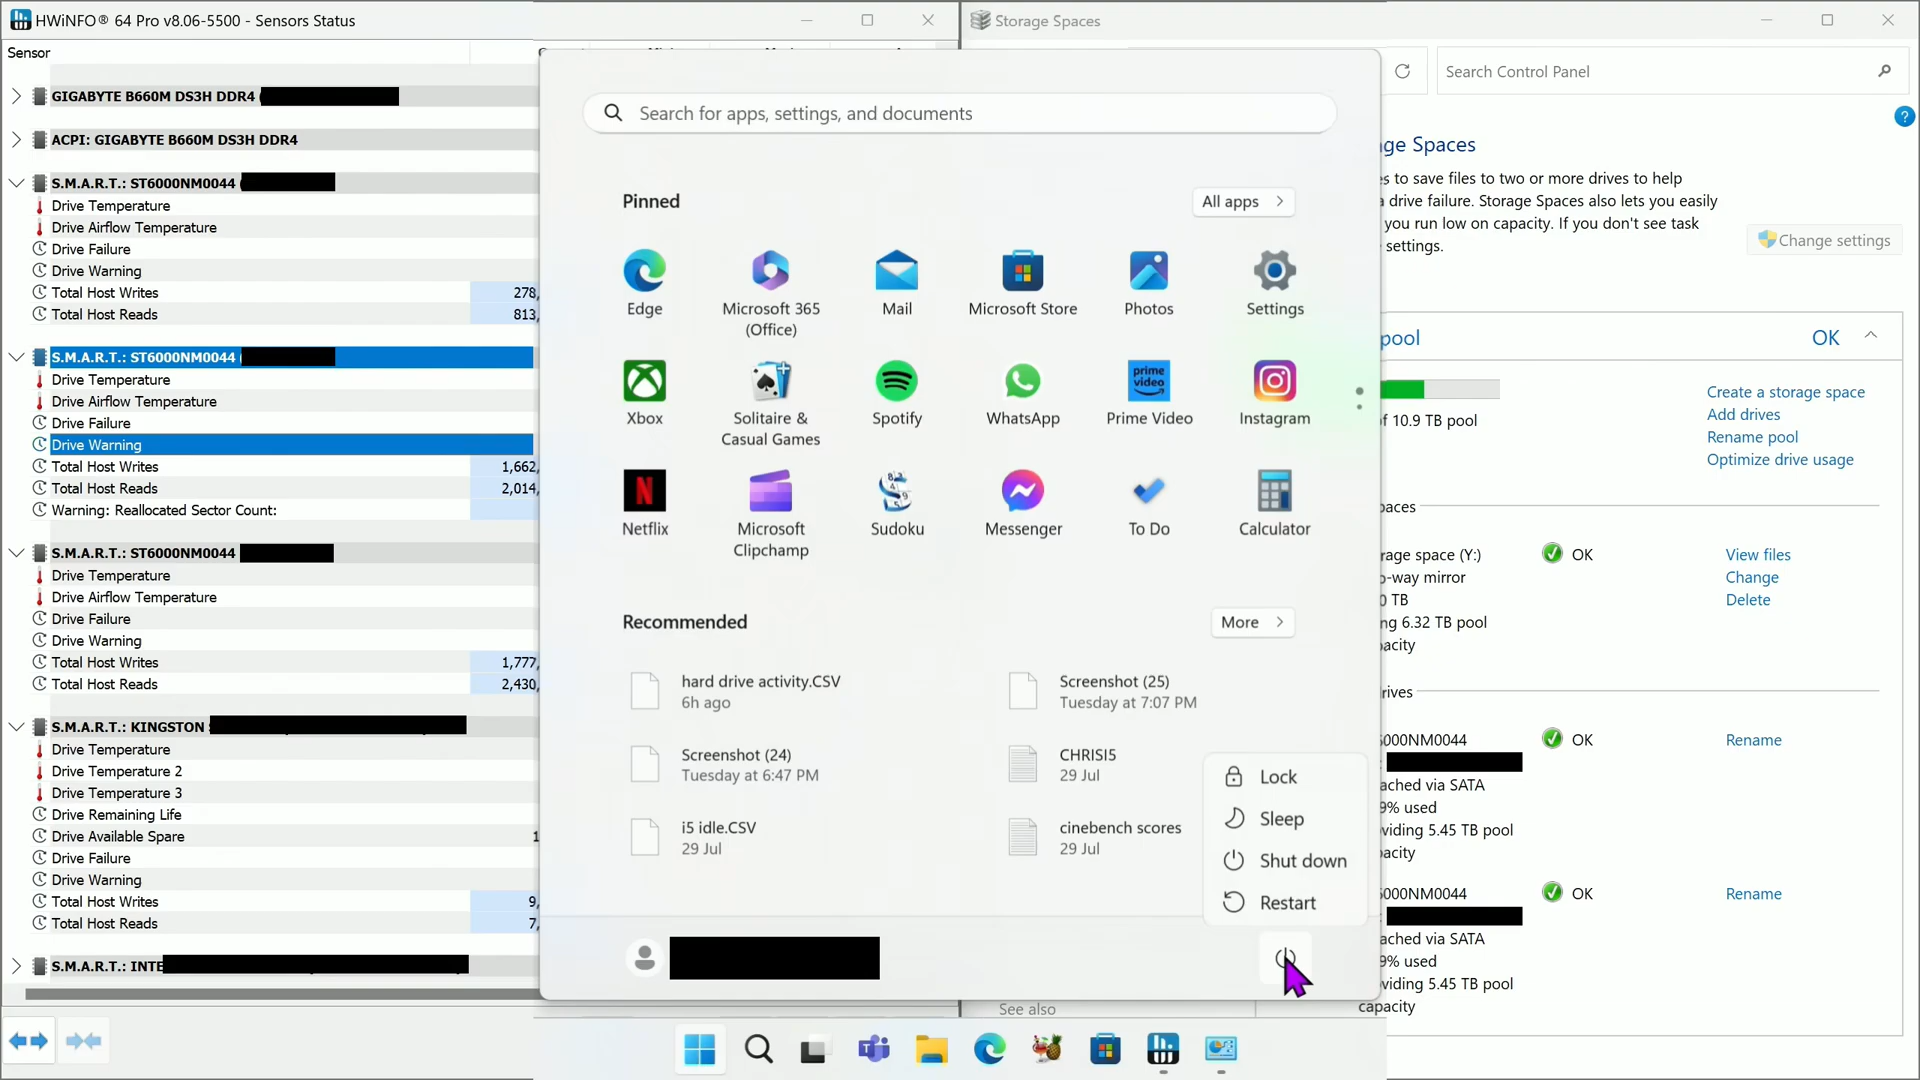 HWiNFO® 64 Pro v8.06-5500 - Sensors Status
Sensor
GIGABYTE B660M DS3H DDR4
ACPI: GIGABYTE B660M DS3H DDR4
S.M.A.R.T.: ST6000NM0044
Drive Temperature
Drive Airflow Temperature
Drive Failure
Drive Warning
Total Host Writes 278,
Total Host Reads 813,
S.M.A.R.T.: ST6000NM0044
Drive Temperature
Drive Airflow Temperature
Drive Failure
Drive Warning
Total Host Writes 1,662,
Total Host Reads 2,014,
Warning: Reallocated Sector Count:
S.M.A.R.T.: ST6000NM0044
Drive Temperature
Drive Airflow Temperature
Drive Failure
Drive Warning
Total Host Writes 1,777,
Total Host Reads 2,430,
S.M.A.R.T.: KINGSTON
Drive Temperature
Drive Temperature 2
Drive Temperature 3
Drive Remaining Life
Drive Available Spare 1
Drive Failure
Drive Warning
Total Host Writes 9,
Total Host Reads 7,
S.M.A.R.T.: INTE
Search for apps, settings, and documents
Pinned
All apps
Edge
Microsoft 365
(Office)
Mail
Microsoft Store
Photos
Settings
Xbox
Solitaire &
Casual Games
Spotify
WhatsApp
prime
video
Prime Video
Instagram
Netflix
Microsoft
Clipchamp
Sudoku
Messenger
To Do
Calculator
Recommended
More
hard drive activity.CSV
6h ago
Screenshot (25)
Tuesday at 7:07 PM
Screenshot (24)
Tuesday at 6:47 PM
CHRISI5
29 Jul
i5 idle.CSV
29 Jul
cinebench scores
29 Jul
Lock
Sleep
Shut down
Restart
Storage Spaces
Search Control Panel
ge Spaces
s to save files to two or more drives to help
a drive failure. Storage Spaces also lets you easily
you run low on capacity. If you don't see task
settings.
Change settings
pool
OK
f 10.9 TB pool
Create a storage space
Add drives
Rename pool
Optimize drive usage
paces
rage space (Y:)
-way mirror
0 TB
ng 6.32 TB pool
acity
OK
View files
Change
Delete
rives
000NM0044
OK
Rename
ached via SATA
9% used
viding 5.45 TB pool
acity
000NM0044
OK
Rename
ached via SATA
9% used
viding 5.45 TB pool
capacity
See also